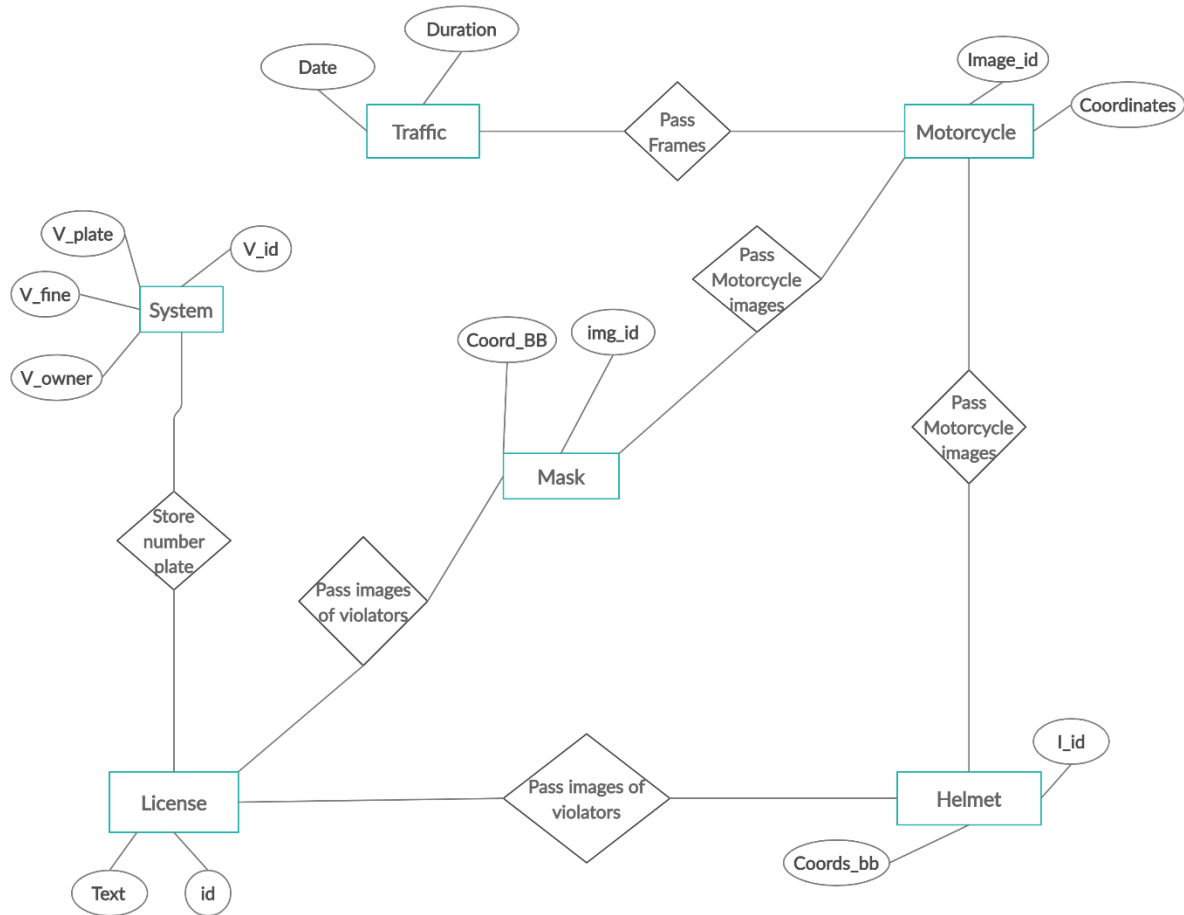 Duration
Date
Image_id
Coordinates
Traffic
Pass
Frames
Motorcycle
V_plate
V_id
V_fine
System
V_owner
Pass
Motorcycle
images
Coord_BB
img_id
Mask
Pass
Motorcycle
images
Store
number
plate
Pass images
of violators
I_id
License
Pass images of
violators
Helmet
Coords_bb
Text
id